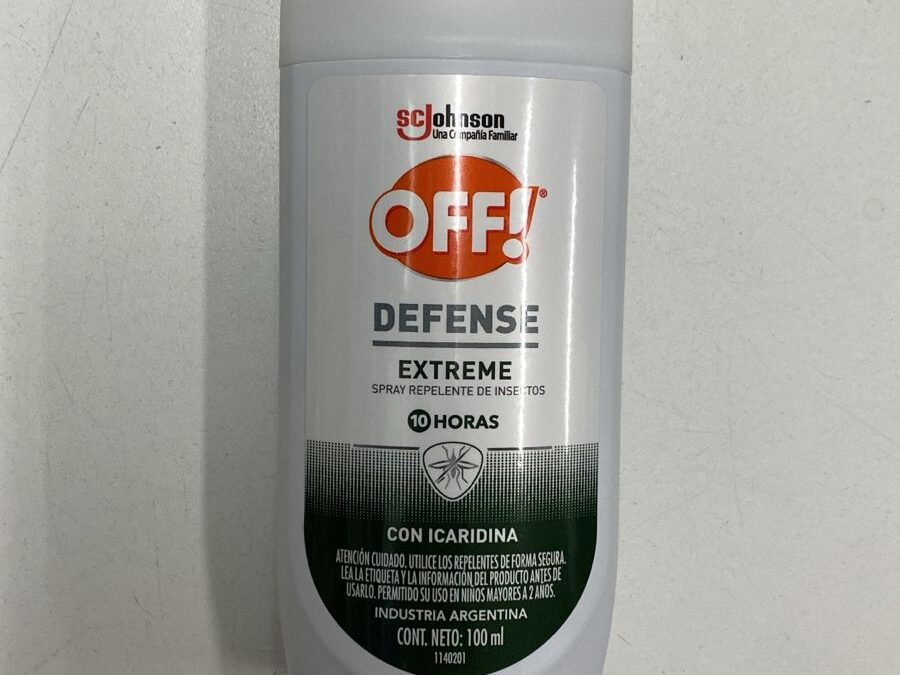 scJohnson
Una Compañía Familiar
OFF!®
DEFENSE
EXTREME
SPRAY REPELENTE DE INSECTOS
10 HORAS
CON ICARIDINA
ATENCIÓN CUIDADO. UTILICE LOS REPELENTES DE FORMA SEGURA.
LEA LA ETIQUETA Y LA INFORMACIÓN DEL PRODUCTO ANTES DE
USARLO. PERMITIDO SU USO EN NIÑOS MAYORES A 2 AÑOS.
INDUSTRIA ARGENTINA
CONT. NETO: 100 ml
1140201